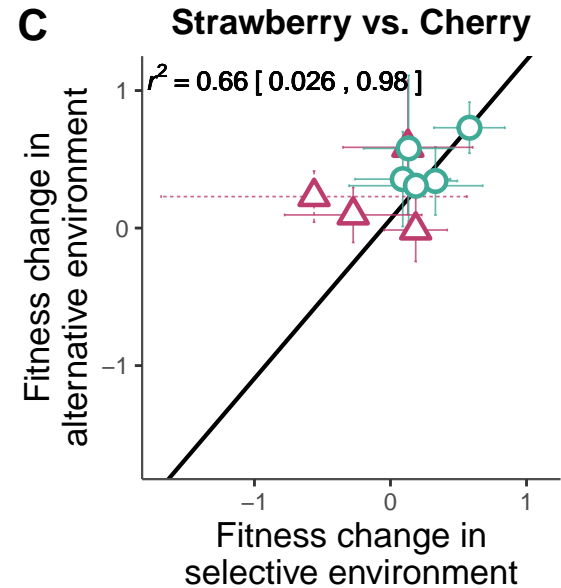 C
Strawberry vs. Cherry
r² = 0.66 [ 0.026 , 0.98 ]
Fitness change in
alternative environment
1
0
−1
−1 0 1
Fitness change in
selective environment